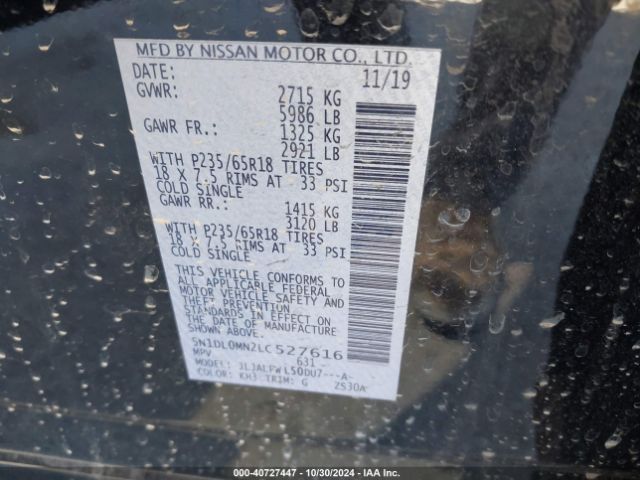 MFD BY NISSAN MOTOR CO., LTD.
DATE: 11/19
GVWR: 2715 KG
5986 LB
GAWR FR.: 1325 KG
2921 LB
WITH P235/65R18 TIRES
18 X 7.5 RIMS AT 33 PSI
COLD SINGLE
GAWR RR.: 1415 KG
3120 LB
WITH P235/65R18 TIRES
18 X 7.5 RIMS AT 33 PSI
COLD SINGLE
THIS VEHICLE CONFORMS TO
ALL APPLICABLE FEDERAL
MOTOR VEHICLE SAFETY AND
THEFT PREVENTION
STANDARDS IN EFFECT ON
THE DATE OF MANUFACTURE
SHOWN ABOVE.
5N1DL0MN2LC527616
MPV 631
MODEL: JLJALFWL50DU7---A-
COLOR: KH3 TRIM: G ZS30A
000-40727447 • 10/30/2024 • IAA Inc.